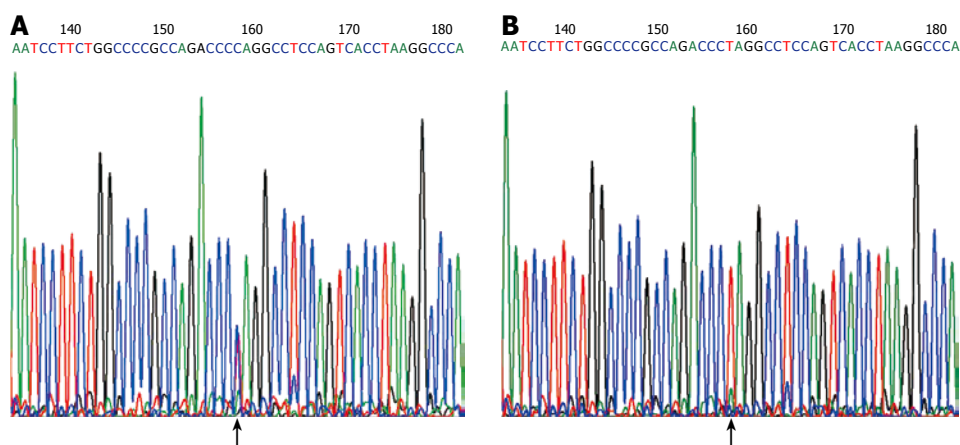 A
140 150 160 170 180
AATCCTTCTGGCCCCGCCAGACCCCAGGCCTCCAGTCACCTAAGGCCCA
B
140 150 160 170 180
AATCCTTCTGGCCCCGCCAGACCCTAGGCCTCCAGTCACCTAAGGCCCA